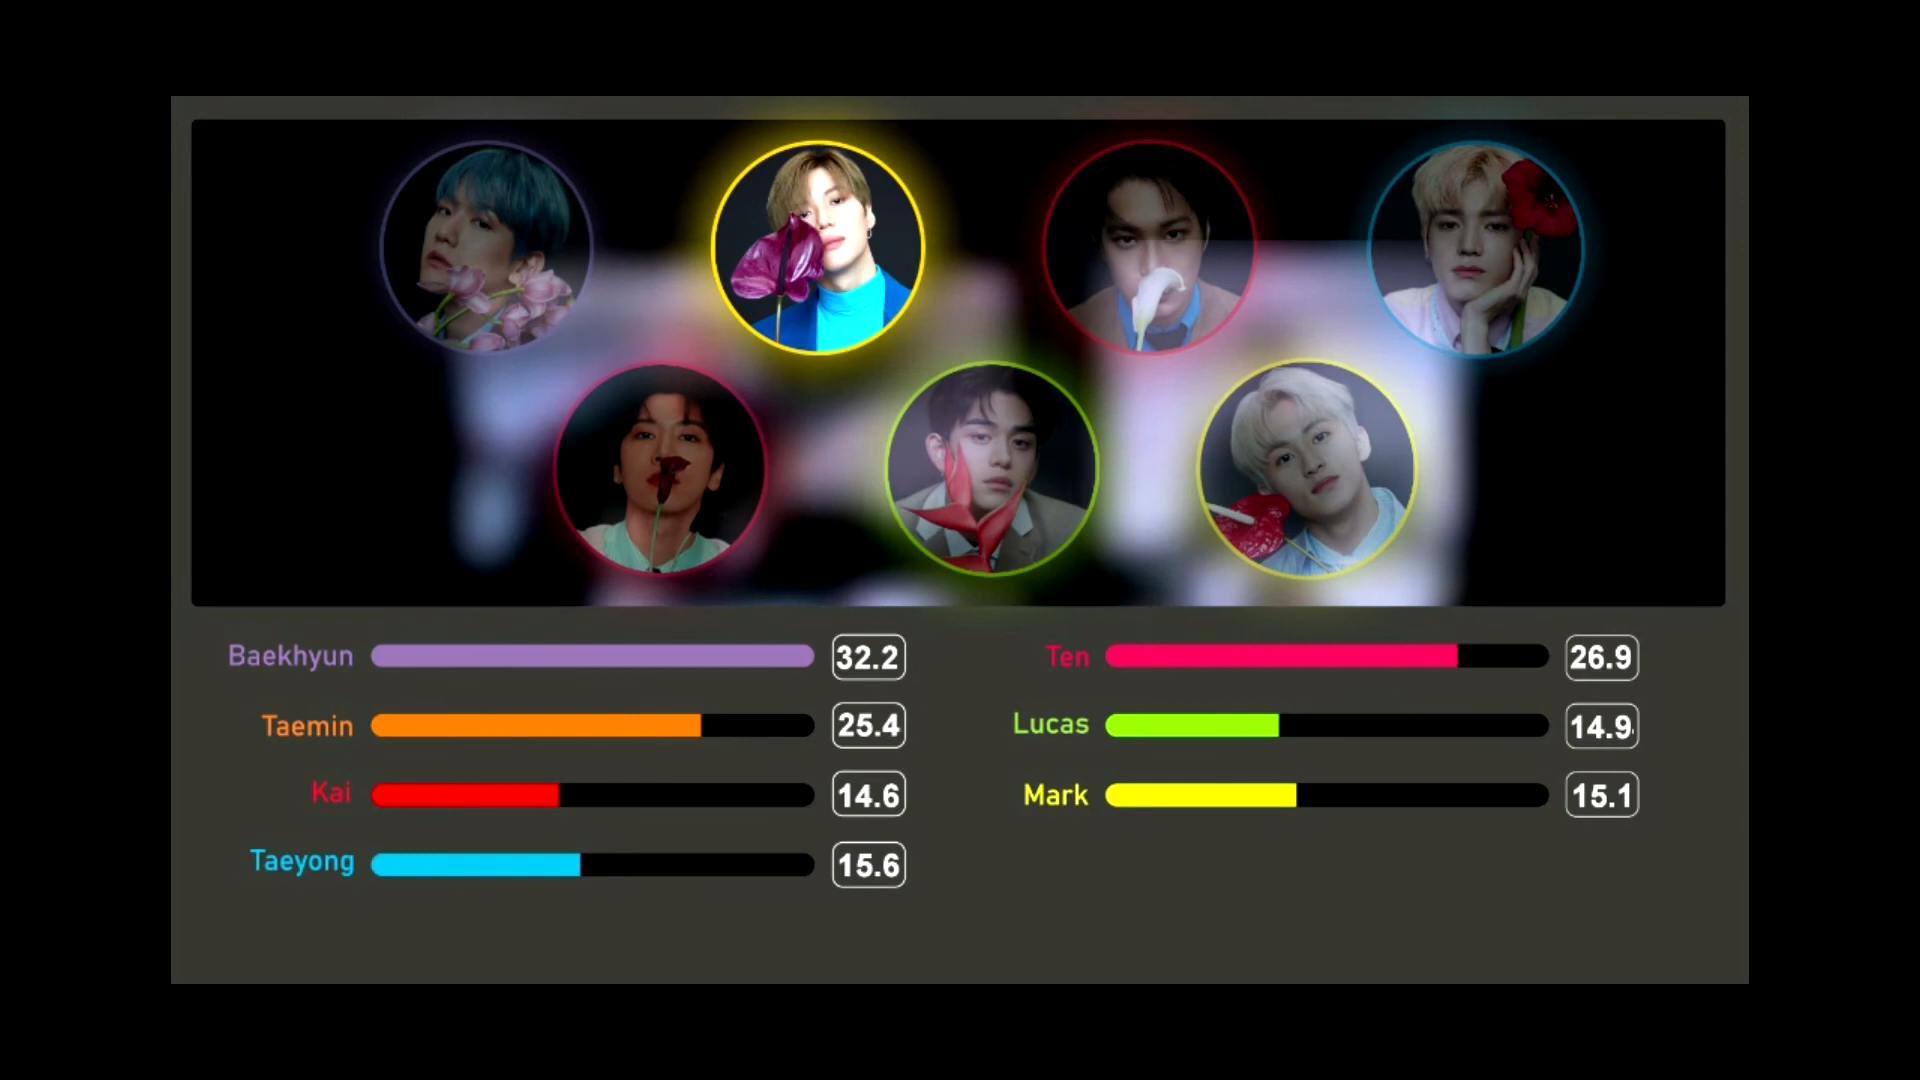 Baekhyun 32.2
Taemin 25.4
Kai 14.6
Taeyong 15.6
Ten 26.9
Lucas 14.9
Mark 15.1